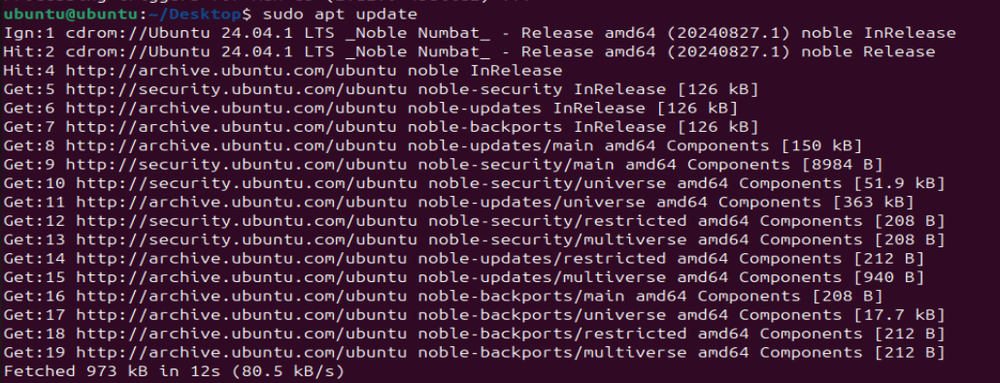 ubuntu@ubuntu:~/Desktop$ sudo apt update
Ign:1 cdrom://Ubuntu 24.04.1 LTS _Noble Numbat_ - Release amd64 (20240827.1) noble InRelease
Hit:2 cdrom://Ubuntu 24.04.1 LTS _Noble Numbat_ - Release amd64 (20240827.1) noble Release
Hit:4 http://archive.ubuntu.com/ubuntu noble InRelease
Get:5 http://security.ubuntu.com/ubuntu noble-security InRelease [126 kB]
Get:6 http://archive.ubuntu.com/ubuntu noble-updates InRelease [126 kB]
Get:7 http://archive.ubuntu.com/ubuntu noble-backports InRelease [126 kB]
Get:8 http://archive.ubuntu.com/ubuntu noble-updates/main amd64 Components [150 kB]
Get:9 http://security.ubuntu.com/ubuntu noble-security/main amd64 Components [8984 B]
Get:10 http://security.ubuntu.com/ubuntu noble-security/universe amd64 Components [51.9 kB]
Get:11 http://archive.ubuntu.com/ubuntu noble-updates/universe amd64 Components [363 kB]
Get:12 http://security.ubuntu.com/ubuntu noble-security/restricted amd64 Components [208 B]
Get:13 http://security.ubuntu.com/ubuntu noble-security/multiverse amd64 Components [208 B]
Get:14 http://archive.ubuntu.com/ubuntu noble-updates/restricted amd64 Components [212 B]
Get:15 http://archive.ubuntu.com/ubuntu noble-updates/multiverse amd64 Components [940 B]
Get:16 http://archive.ubuntu.com/ubuntu noble-backports/main amd64 Components [208 B]
Get:17 http://archive.ubuntu.com/ubuntu noble-backports/universe amd64 Components [17.7 kB]
Get:18 http://archive.ubuntu.com/ubuntu noble-backports/restricted amd64 Components [212 B]
Get:19 http://archive.ubuntu.com/ubuntu noble-backports/multiverse amd64 Components [212 B]
Fetched 973 kB in 12s (80.5 kB/s)